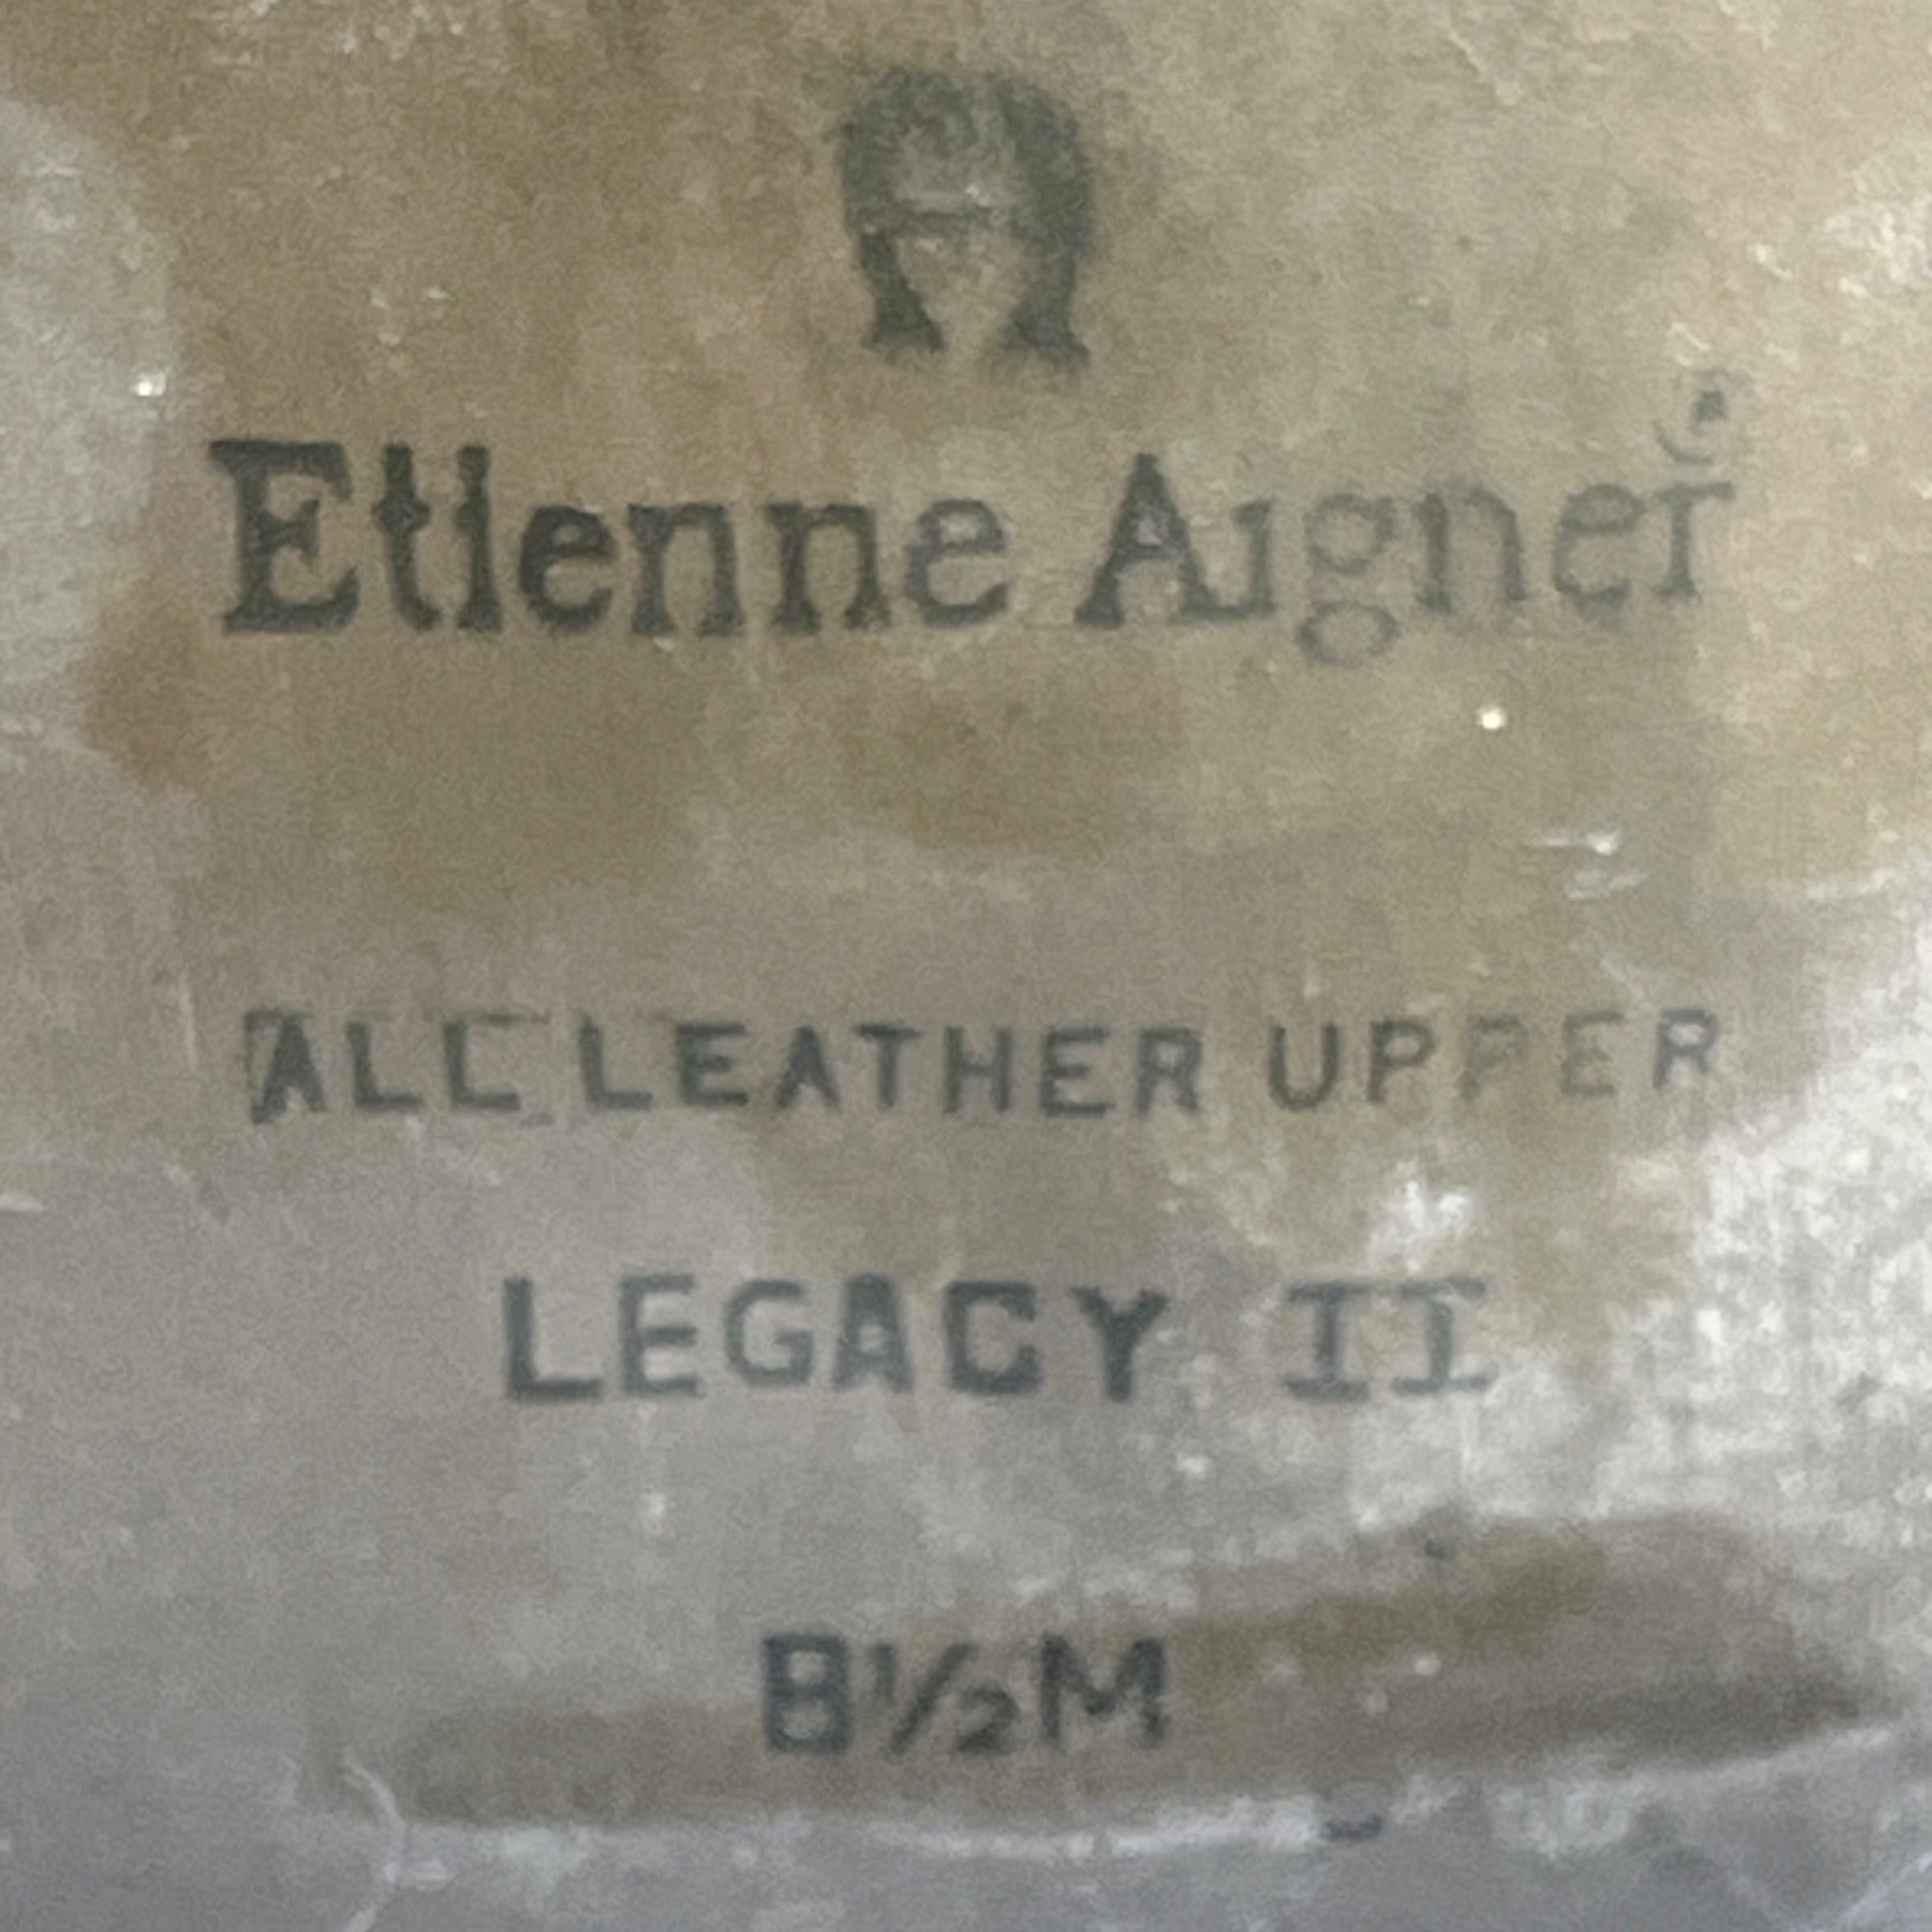 Etienne Aigner®
ALL LEATHER UPPER
LEGACY II
8½M